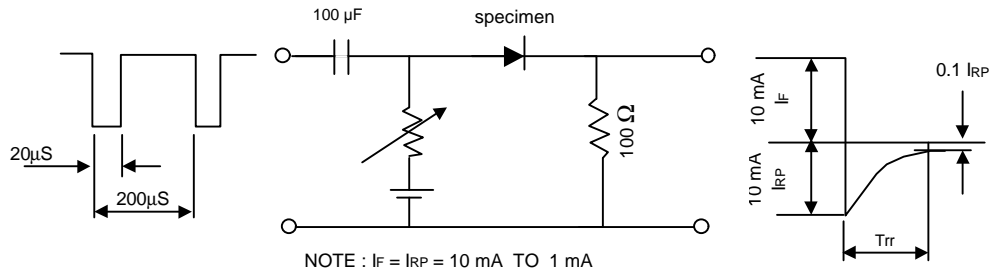 20µS
200µS
100 µF
specimen
100 Ω
10 mA
IF
10 mA
IRP
0.1 IRP
Trr
NOTE : IF = IRP = 10 mA TO 1 mA